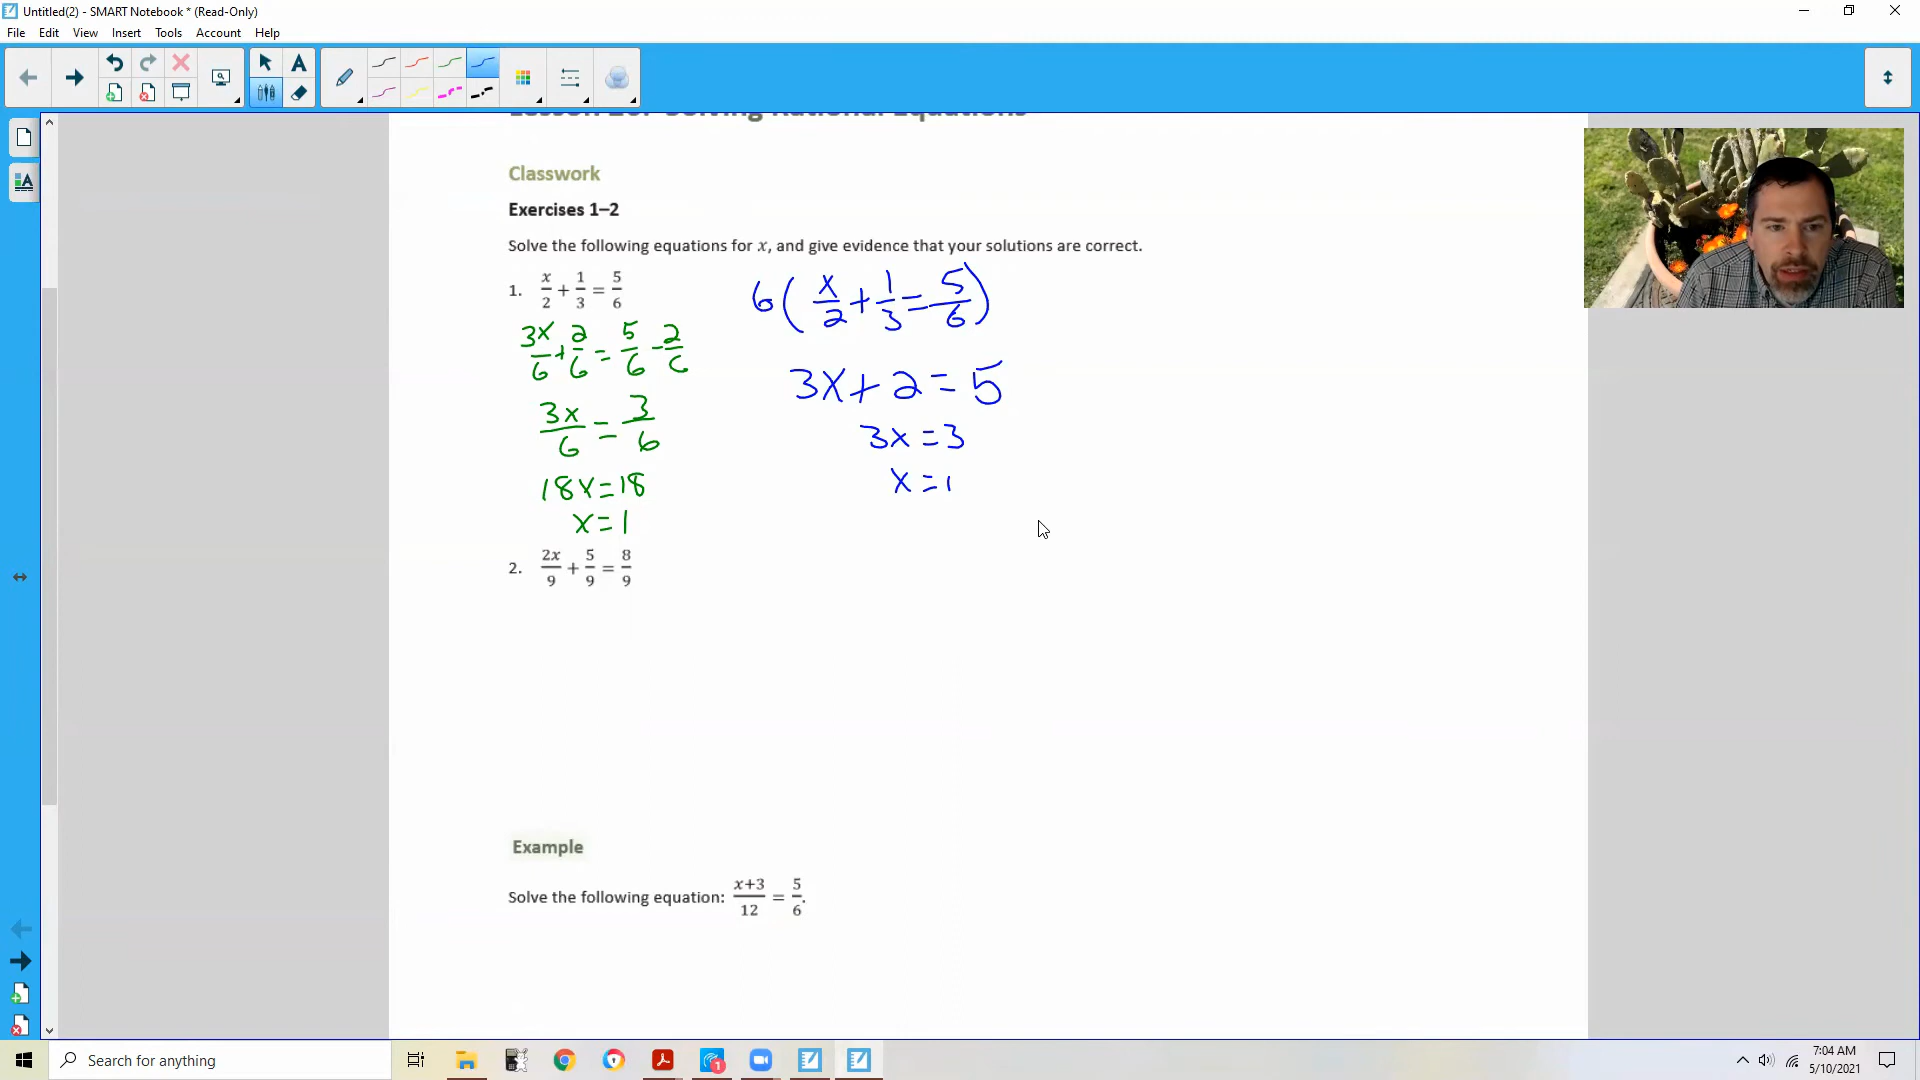 Untitled(2) - SMART Notebook * (Read-Only)
File Edit View Insert Tools Account Help
Classwork
Exercises 1–2
Solve the following equations for x, and give evidence that your solutions are correct.
1. x/2 + 1/3 = 5/6
6(x/2 + 1/3 = 5/6)
3x/6 + 2/6 = 5/6 - 2/6
3x + 2 = 5
3x/6 = 3/6
3x = 3
18x = 18
x = 1
x = 1
2. 2x/9 + 5/9 = 8/9
Example
Solve the following equation: x+3/12 = 5/6.
Search for anything
1
7:04 AM
5/10/2021